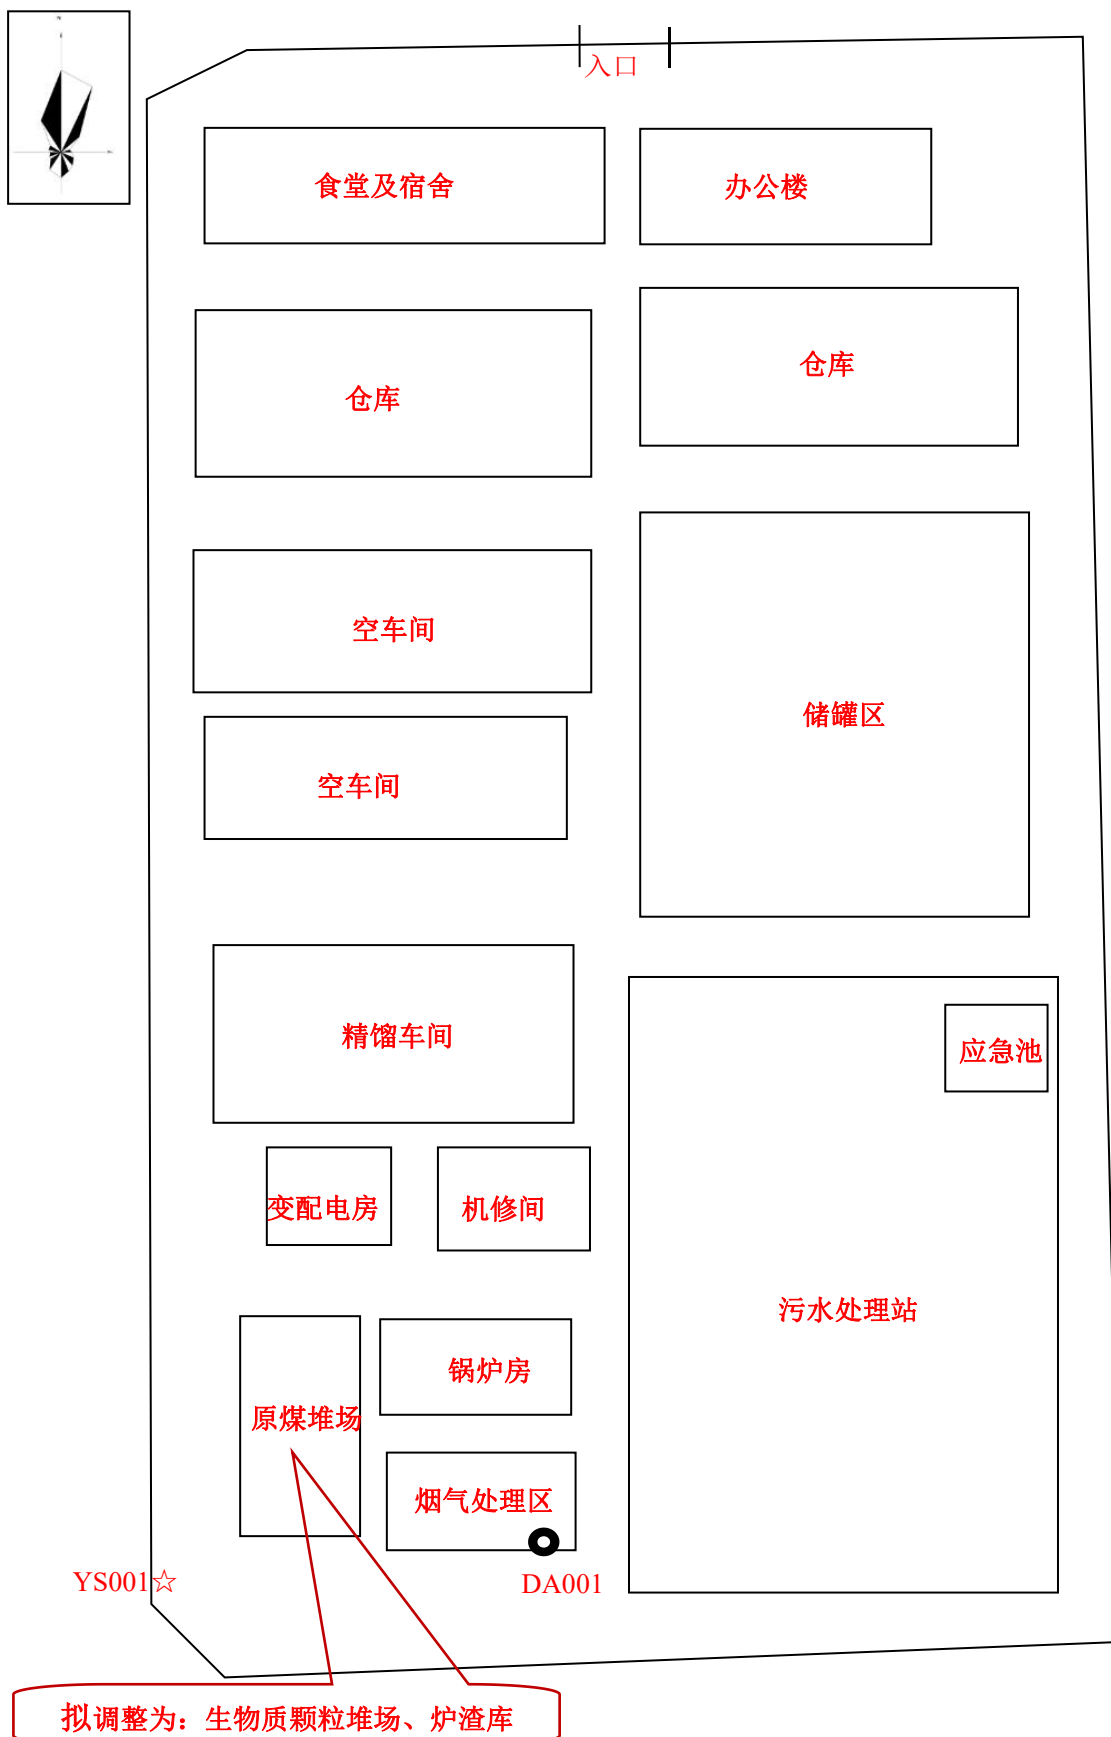 入口
食堂及宿舍
办公楼
仓库
仓库
空车间
储罐区
空车间
精馏车间
应急池
变配电房
机修间
污水处理站
锅炉房
原煤堆场
烟气处理区
YS001☆
DA001
拟调整为：生物质颗粒堆场、炉渣库